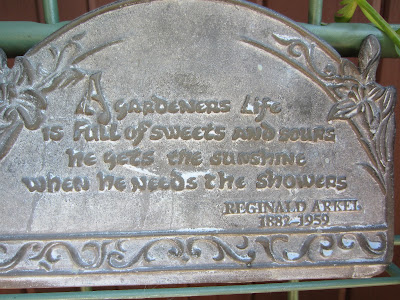 A GARDENERS LIFE
IS FULL OF SWEETS AND SOURS
HE GETS THE SUNSHINE
WHEN HE NEEDS THE SHOWERS
REGINALD ARKEL
1882-1959